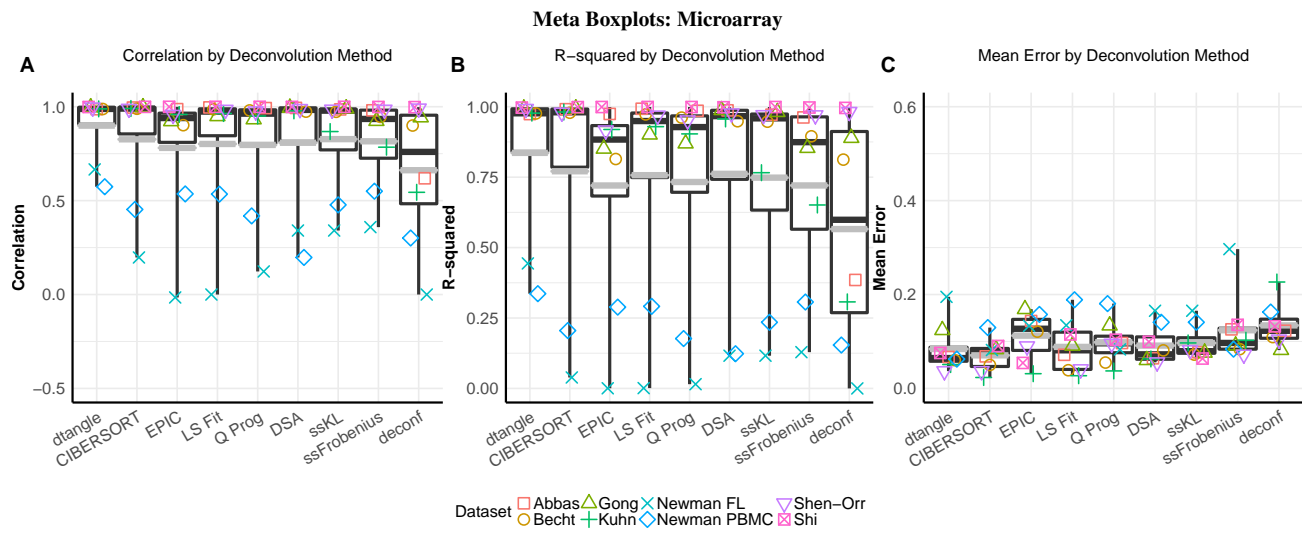 Meta Boxplots: Microarray
A
Correlation by Deconvolution Method
Correlation
1.0
0.5
0.0
−0.5
dtangle
CIBERSORT
EPIC
LS Fit
Q Prog
DSA
ssKL
ssFrobenius
deconf
B
R−squared by Deconvolution Method
R−squared
1.00
0.75
0.50
0.25
0.00
dtangle
CIBERSORT
EPIC
LS Fit
Q Prog
DSA
ssKL
ssFrobenius
deconf
C
Mean Error by Deconvolution Method
Mean Error
0.6
0.4
0.2
0.0
dtangle
CIBERSORT
EPIC
LS Fit
Q Prog
DSA
ssKL
ssFrobenius
deconf
Dataset
Abbas Gong Newman FL Shen−Orr
Becht Kuhn Newman PBMC Shi